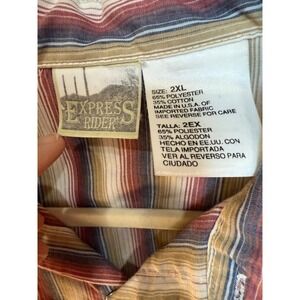 EXPRESS
RIDER
SIZE: 2XL
65% POLYESTER
35% COTTON
MADE IN U.S.A. OF
IMPORTED FABRIC
SEE REVERSE FOR CARE
TALLA: 2EX
65% POLIESTER
35% ALGODON
HECHO EN EE.UU. CON
TELA IMPORTADA
VER AL REVERSO PARA
CIUDADO